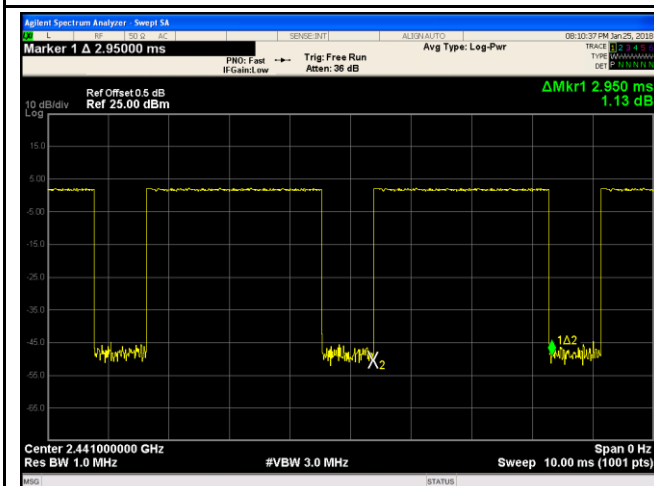 Agilent Spectrum Analyzer - Swept SA
L RF 50 Ω AC SENSE:INT ALIGN AUTO 08:10:37 PM Jan 25, 2018
Marker 1 Δ 2.95000 ms
PNO: Fast
IFGain:Low
Trig: Free Run
Atten: 36 dB
Avg Type: Log-Pwr
TRACE 1 2 3 4 5 6
TYPE WWWWWW
DET P N N N N N
Ref Offset 0.5 dB
10 dB/div Ref 25.00 dBm
Log
ΔMkr1 2.950 ms
1.13 dB
15.0
5.00
-5.00
-15.0
-25.0
-35.0
-45.0
-55.0
-65.0
X2
1Δ2
Center 2.441000000 GHz Span 0 Hz
Res BW 1.0 MHz #VBW 3.0 MHz Sweep 10.00 ms (1001 pts)
MSG STATUS